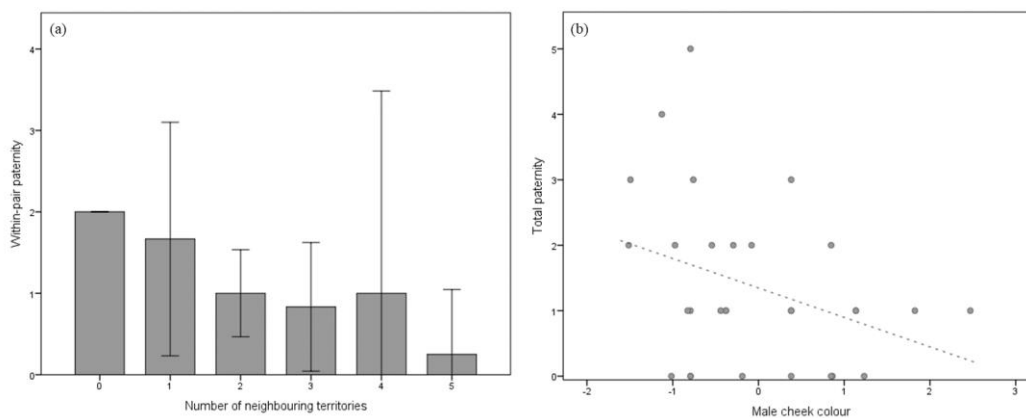 (a)
4
3
2
1
0
Within-pair paternity
0 1 2 3 4 5
Number of neighbouring territories
(b)
5
4
3
2
1
0
Total paternity
-2 -1 0 1 2 3
Male cheek colour